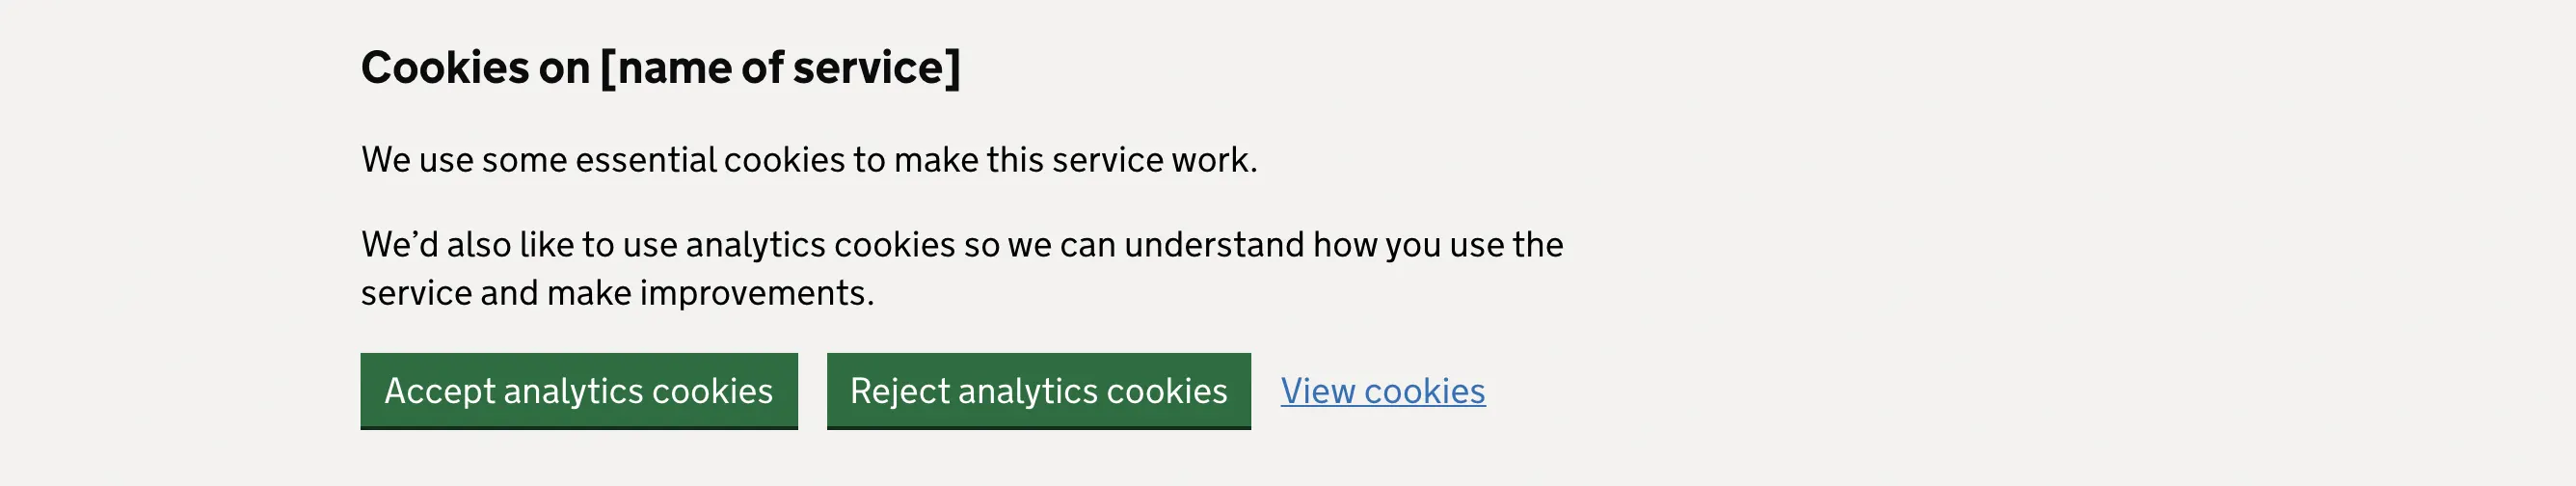 Cookies on [name of service]
We use some essential cookies to make this service work.
We’d also like to use analytics cookies so we can understand how you use the
service and make improvements.
Accept analytics cookies Reject analytics cookies View cookies